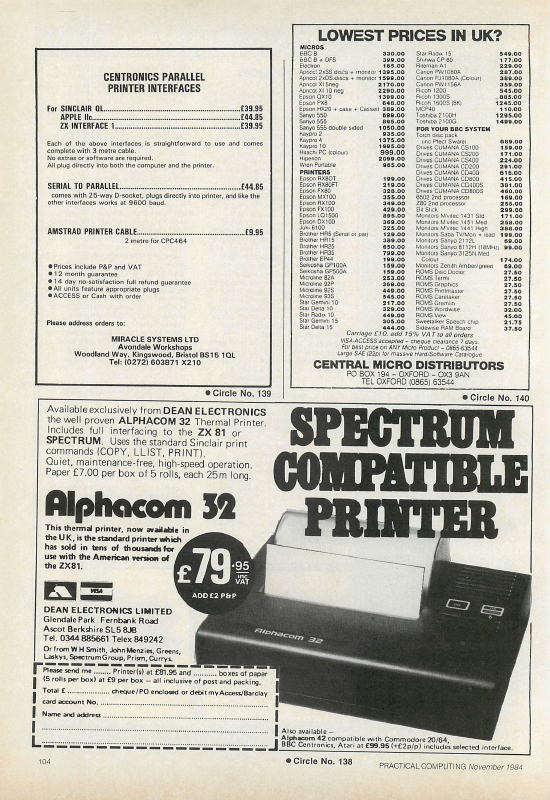 CENTRONICS PARALLEL
PRINTER INTERFACES
For SINCLAIR QL £39.95
APPLE IIc £44.85
ZX INTERFACE 1 £39.95
Each of the above interfaces is straightforward to use and comes
complete with 3 metre cable.
No extras or software are required.
All plug directly into both the computer and the printer.
SERIAL TO PARALLEL £44.85
comes with 25-way D-socket, plugs directly into printer, and like the
other interfaces works at 9600 baud.
AMSTRAD PRINTER CABLE £9.95
2 metre for CPC464
● Prices include P&P and VAT
● 12 month guarantee
● 14 day no-satisfaction full refund guarantee
● All units feature appropriate plugs
● ACCESS or Cash with order
Please address orders to:
MIRACLE SYSTEMS LTD
Avondale Workshops
Woodland Way, Kingswood, Bristol BS15 1QL
Tel: (0272) 603871 X210
● Circle No. 139
LOWEST PRICES IN UK?
MICROS
BBC B 330.00
BBC B + DFS 399.00
Electron 165.00
Apricot 2xSS discs + monitor 1395.00
Apricot 2xDS discs + monitor 1599.00
Apricot XI 5meg 2170.00
Apricot XI 10 meg 2290.00
Epson QX10 1399.00
Epson PX8 648.00
Epson HX20 + case + Cassett 389.00
Sanyo 550 699.00
Sanyo 555 895.00
Sanyo 555 double sided 1050.00
Kaypro 2 935.00
Kaypro 4 1375.00
Kaypro 10 1995.00
Hitachi PC (colour) 999.00
Hipeson 2099.00
Wren Portable 965.00
PRINTERS
Epson RX80T 199.00
Epson RX80FT 219.00
Epson FX80 328.00
Epson MX100 355.00
Epson RX100 349.00
Epson FX100 429.00
Epson LQ1500 895.00
Epson JX80 369.00
Juki 6100 325.00
Brother HR5 (Serial or par) 129.00
Brother HR15 389.00
Brother HR25 650.00
Brother HR35 799.00
Brother EP44 199.00
Seikosha GP100A 159.00
Seikosha GP500A 159.00
Microline 82A 253.00
Microline 92P 369.00
Microline 92S 449.00
Microline 93S 545.00
Star Gemini 10 217.00
Star Delta 10 329.00
Star Radix 10 449.00
Star Gemini 15 305.00
Star Delta 15 444.00
Star Radix 15 549.00
Shinwa CP 80 177.00
Riteman A1 229.00
Canon PW1080A 287.00
Canon PJ1080A (Colour) 389.00
Canon PW1156A 359.00
Ricoh 1200 545.00
Ricoh 1300S 885.00
Ricoh 1600S (8K) 1245.00
MCP40 110.00
Toshiba 2100H 1295.00
Toshiba 2100G 1499.00
FOR YOUR BBC SYSTEM
Torch disc pack
(inc Pfect Sware) 689.00
Drives CUMANA CS100 159.00
Drives CUMANA CS200 171.00
Drives CUMANA CS400 224.00
Drives CUMANA CD200 291.00
Drives CUMANA CD400 616.00
Drives CUMANA CD800 415.00
Drives CUMANA CS400S 391.00
Drives CUMANA CD800S 460.00
6502 2nd processor 169.00
Z80 2nd processor 255.00
B4 Stick 299.00
Monitors M'vitec 1431 Std 171.00
Monitors M'vitec 1451 Med 258.00
Monitors M'vitec 1441 High 388.00
Monitors Saba TV/Mon + lead 199.00
Monitors Sanyo 2112L 69.00
Monitors Sanyo 8112H (18MHz) 99.00
Monitors Sanyo 3125N Med
Colour 174.00
Monitors Zenith Amber/green 69.00
ROMS Disc Doctor 27.50
ROMS Termi 27.50
ROMS Graphics 27.50
ROMS Printmaster 27.50
ROMS Caretaker 27.50
ROMS Gremlin 27.50
ROMS Wordwise 32.00
ROMS View 45.00
Sweetalker Speech chip 21.75
Sidewise RAM Board 37.50
Carriage £10. add 15% VAT to all orders
VISA-ACCESS accepted – cheque clearance 7 days.
For best price on ANY Micro Product – 0865 63544
Large SAE (22p) for massive Hard/Software Catalogue
CENTRAL MICRO DISTRIBUTORS
PO BOX 194 – OXFORD – OX3 9AN
TEL OXFORD (0865) 63544
● Circle No. 140
Available exclusively from DEAN ELECTRONICS
the well proven ALPHACOM 32 Thermal Printer.
Includes full interfacing to the ZX 81 or
SPECTRUM. Uses the standard Sinclair print
commands (COPY, LLIST, PRINT).
Quiet, maintenance-free, high-speed operation.
Paper £7.00 per box of 5 rolls, each 25m long.
SPECTRUM
COMPATIBLE
PRINTER
Alphacom 32
This thermal printer, now available in
the UK, is the standard printer which
has sold in tens of thousands for
use with the American version of
the ZX81.
£79.95
inc
VAT
ADD £2 P&P
VISA
DEAN ELECTRONICS LIMITED
Glendale Park Fernbank Road
Ascot Berkshire SL5 8JB
Tel. 0344 885661 Telex 849242
Or from W H Smith, John Menzies, Greens,
Laskys, Spectrum Group, Prism, Currys.
Alphacom 32
Please send me ........ Printer(s) at £81.95 and .......... boxes of paper
(5 rolls per box) at £9 per box — all inclusive of post and packing.
Total £ .............. cheque/PO enclosed or debit my Access/Barclay
card account No.
Name and address
Also available –
Alphacom 42 compatible with Commodore 20/64,
BBC Centronics, Atari at £99.95 (+£2p/p) includes selected interface.
104
● Circle No. 138
PRACTICAL COMPUTING November 1984